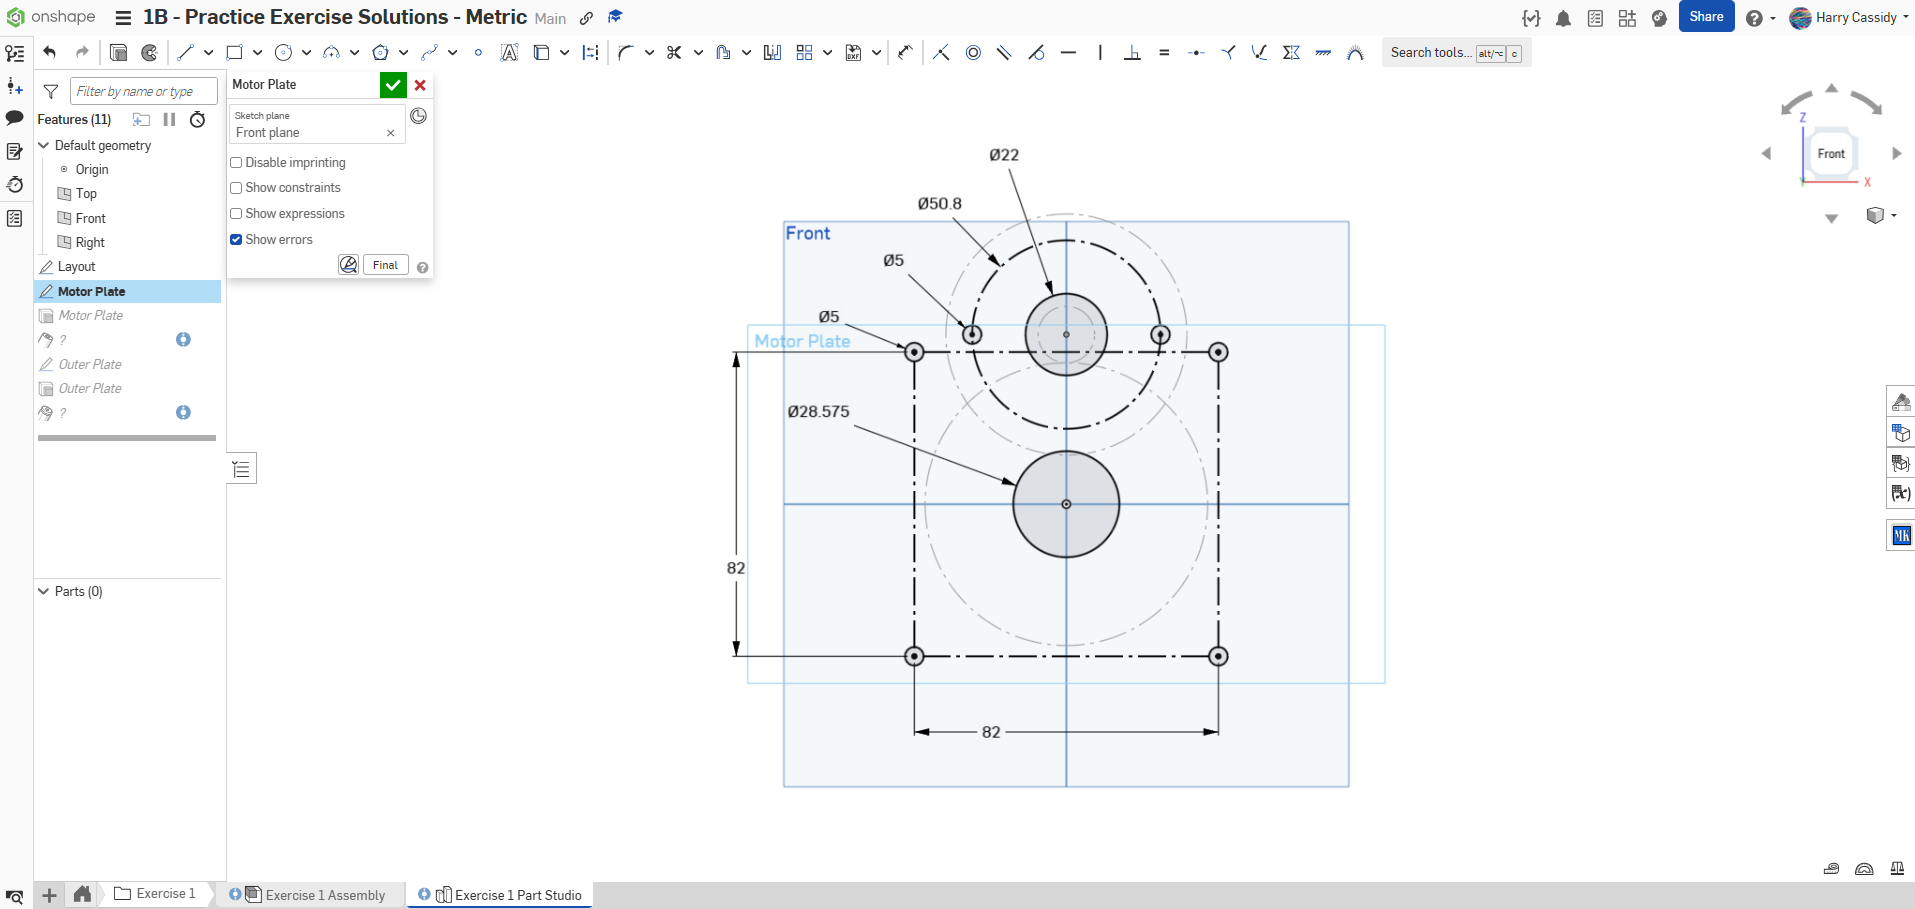 onshape
1B - Practice Exercise Solutions - Metric Main
Share
Harry Cassidy
Search tools... alt/⌥ c
Filter by name or type
Features (11)
Default geometry
Origin
Top
Front
Right
Layout
Motor Plate
Motor Plate
?
Outer Plate
Outer Plate
?
Parts (0)
Motor Plate
Sketch plane
Front plane
Disable imprinting
Show constraints
Show expressions
Show errors
Final
Ø22
Ø50.8
Front
Ø5
Ø5
Motor Plate
Ø28.575
82
82
Z
Front
X
Y
Mk
Exercise 1
Exercise 1 Assembly
Exercise 1 Part Studio